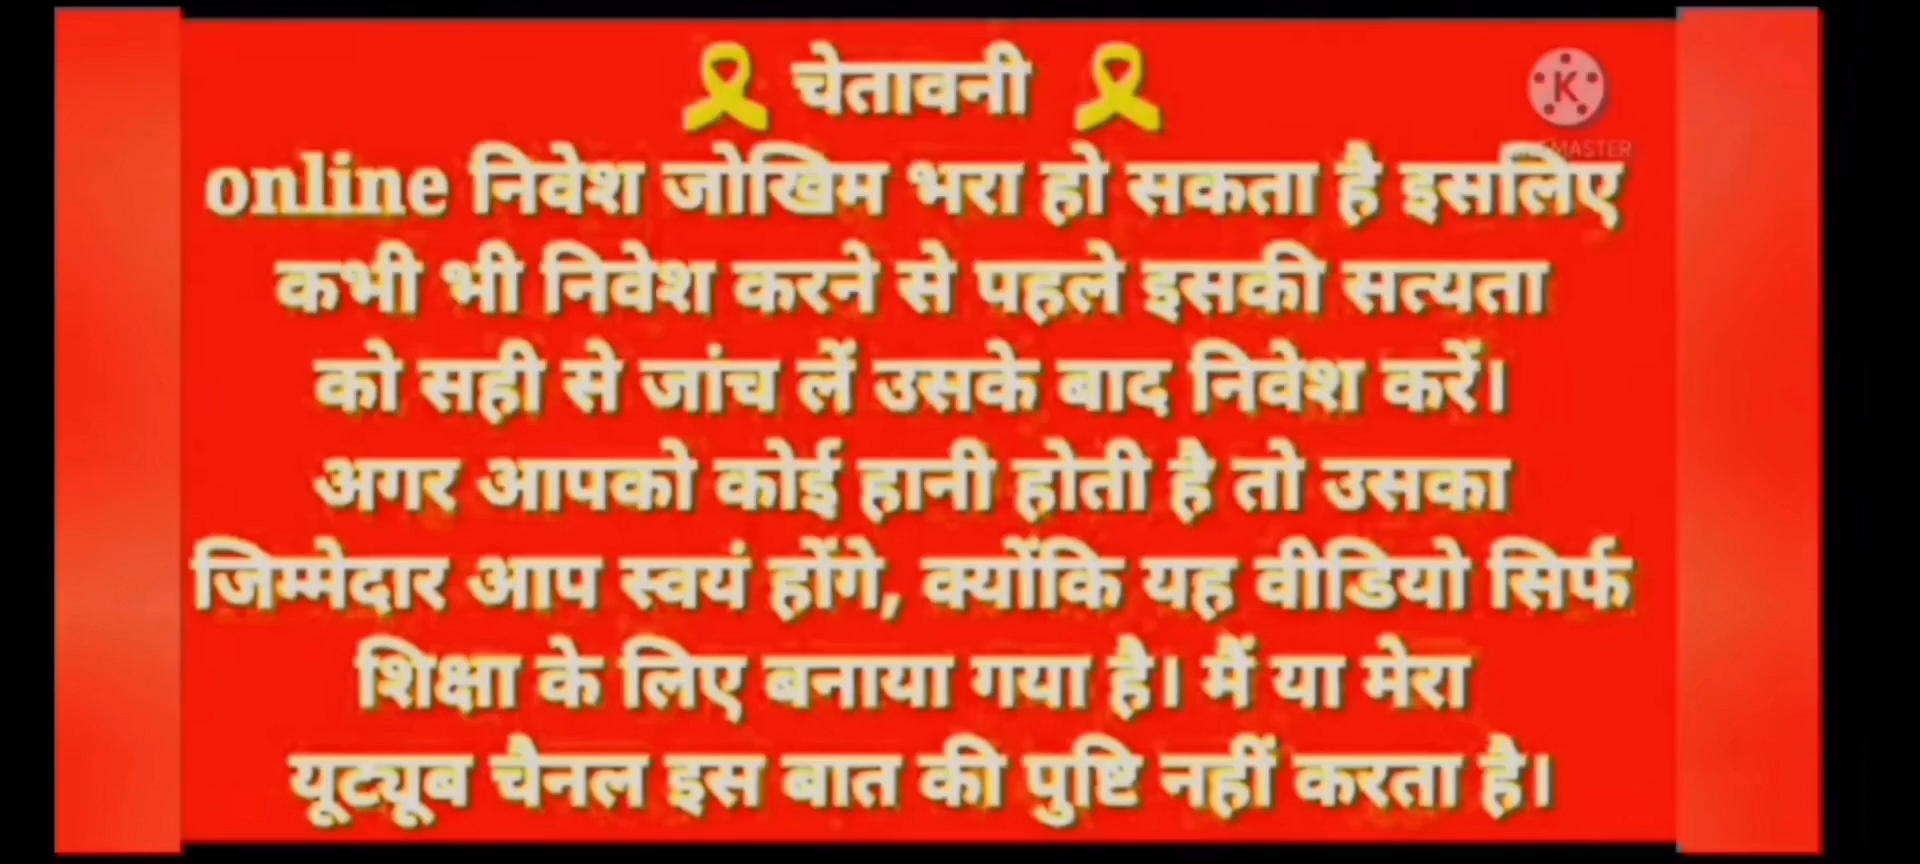 चेतावनी
online निवेश जोखिम भरा हो सकता है इसलिए
कभी भी निवेश करने से पहले इसकी सत्यता
को सही से जांच लें उसके बाद निवेश करें।
अगर आपको कोई हानी होती है तो उसका
जिम्मेदार आप स्वयं होंगे, क्योंकि यह वीडियो सिर्फ
शिक्षा के लिए बनाया गया है। मैं या मेरा
यूट्यूब चैनल इस बात की पुष्टि नहीं करता है।
K